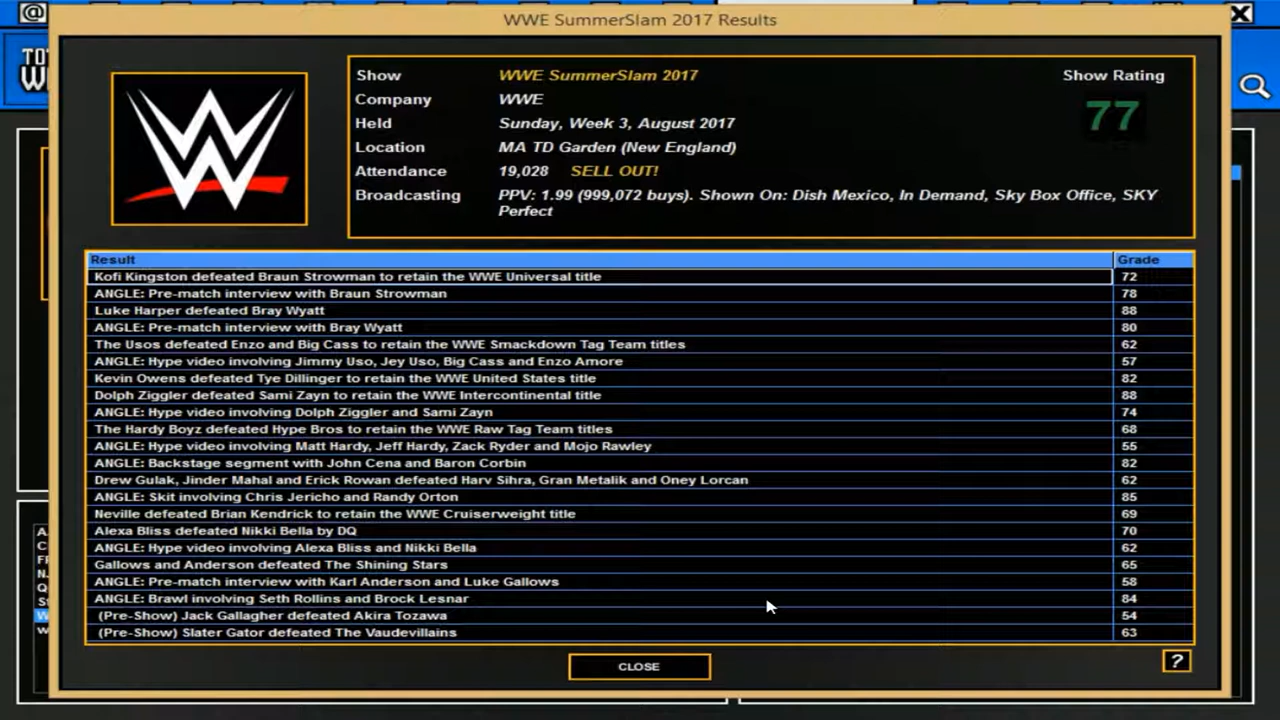 @
WWE SummerSlam 2017 Results
X
TO
W
Show WWE SummerSlam 2017 Show Rating
Company WWE 77
Held Sunday, Week 3, August 2017
Location MA TD Garden (New England)
Attendance 19,028 SELL OUT!
Broadcasting PPV: 1.99 (999,072 buys). Shown On: Dish Mexico, In Demand, Sky Box Office, SKY
Perfect
Result Grade
Kofi Kingston defeated Braun Strowman to retain the WWE Universal title 72
ANGLE: Pre-match interview with Braun Strowman 78
Luke Harper defeated Bray Wyatt 88
ANGLE: Pre-match interview with Bray Wyatt 80
The Usos defeated Enzo and Big Cass to retain the WWE Smackdown Tag Team titles 62
ANGLE: Hype video involving Jimmy Uso, Jey Uso, Big Cass and Enzo Amore 57
Kevin Owens defeated Tye Dillinger to retain the WWE United States title 82
Dolph Ziggler defeated Sami Zayn to retain the WWE Intercontinental title 88
ANGLE: Hype video involving Dolph Ziggler and Sami Zayn 74
The Hardy Boyz defeated Hype Bros to retain the WWE Raw Tag Team titles 68
ANGLE: Hype video involving Matt Hardy, Jeff Hardy, Zack Ryder and Mojo Rawley 55
ANGLE: Backstage segment with John Cena and Baron Corbin 82
Drew Gulak, Jinder Mahal and Erick Rowan defeated Harv Sihra, Gran Metalik and Oney Lorcan 62
ANGLE: Skit involving Chris Jericho and Randy Orton 85
Neville defeated Brian Kendrick to retain the WWE Cruiserweight title 69
Alexa Bliss defeated Nikki Bella by DQ 70
ANGLE: Hype video involving Alexa Bliss and Nikki Bella 62
Gallows and Anderson defeated The Shining Stars 65
ANGLE: Pre-match interview with Karl Anderson and Luke Gallows 58
ANGLE: Brawl involving Seth Rollins and Brock Lesnar 84
(Pre-Show) Jack Gallagher defeated Akira Tozawa 54
(Pre-Show) Slater Gator defeated The Vaudevillains 63
CLOSE
?